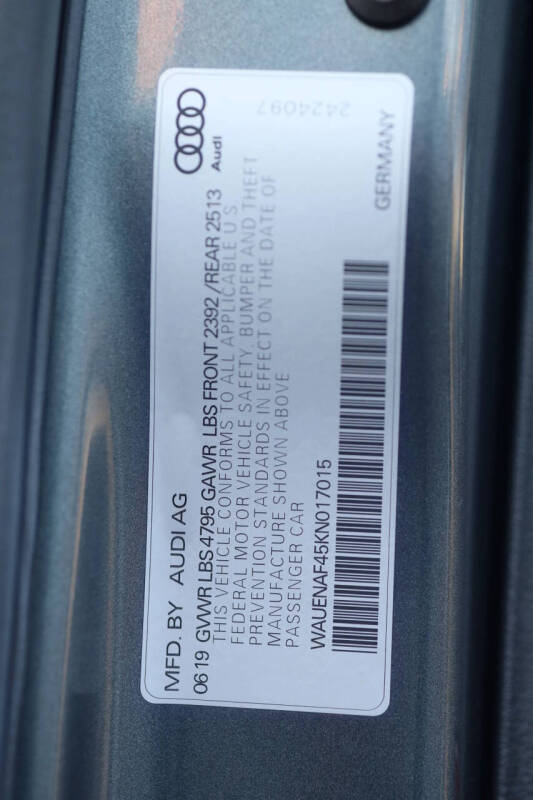 MFD. BY AUDI AG
Audi
06 19 GVWR LBS 4795 GAWR LBS FRONT 2392 /REAR 2513
THIS VEHICLE CONFORMS TO ALL APPLICABLE U S
FEDERAL MOTOR VEHICLE SAFETY, BUMPER AND THEFT
PREVENTION STANDARDS IN EFFECT ON THE DATE OF
MANUFACTURE SHOWN ABOVE
PASSENGER CAR
WAUENAF45KN017015
GERMANY
2424097